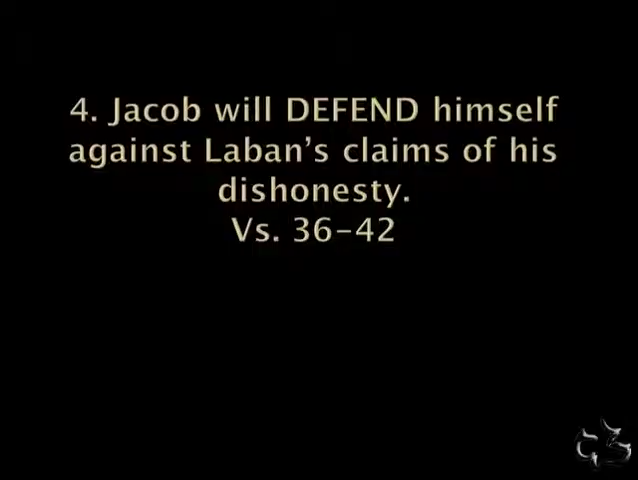 4. Jacob will DEFEND himself
against Laban's claims of his
dishonesty.
Vs. 36-42